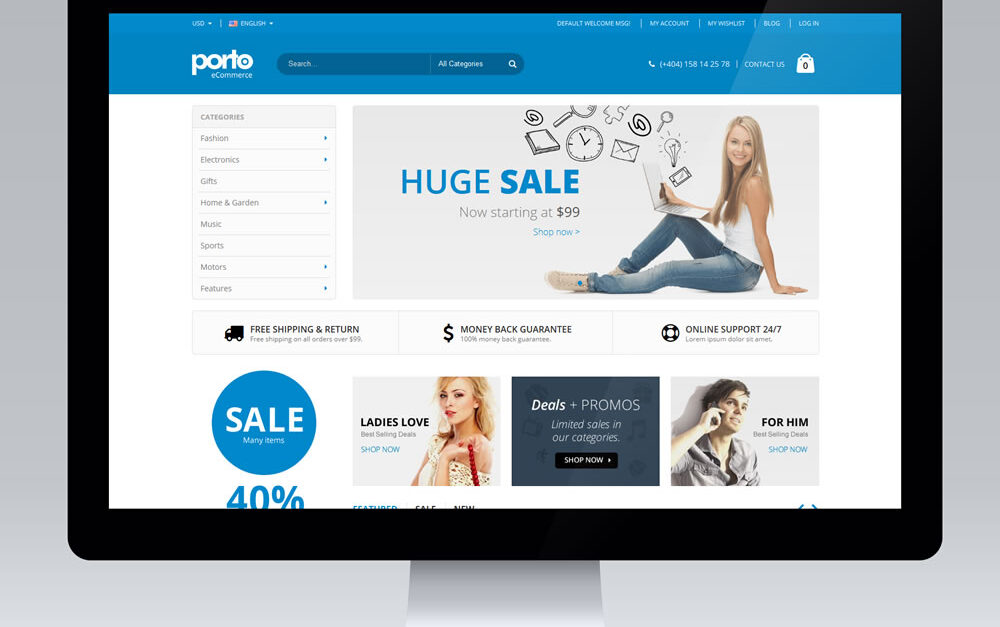 USD
ENGLISH
DEFAULT WELCOME MSG!
MY ACCOUNT
MY WISHLIST
BLOG
LOG IN
porto
eCommerce
Search...
All Categories
(+404) 158 14 25 78
CONTACT US
0
CATEGORIES
Fashion
Electronics
Gifts
Home & Garden
Music
Sports
Motors
Features
HUGE SALE
Now starting at $99
Shop now >
FREE SHIPPING & RETURN
Free shipping on all orders over $99.
MONEY BACK GUARANTEE
100% money back guarantee.
ONLINE SUPPORT 24/7
Lorem ipsum dolor sit amet.
SALE
Many items
40%
LADIES LOVE
Best Selling Deals
SHOP NOW
Deals + PROMOS
Limited sales in
our categories.
SHOP NOW
FOR HIM
Best Selling Deals
SHOP NOW
FEATURED
SALE
NEW